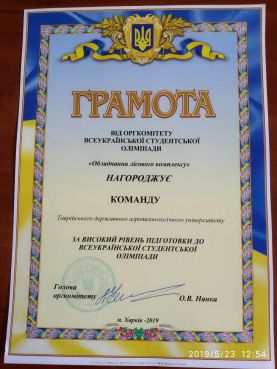 ГРАМОТА
ВІД ОРГКОМІТЕТУ
ВСЕУКРАЇНСЬКОЇ СТУДЕНТСЬКОЇ
ОЛІМПІАДИ
«Обладнання лісового комплексу»
НАГОРОДЖУЄ
КОМАНДУ
Таврійського державного агротехнологічного університету
ЗА ВИСОКИЙ РІВЕНЬ ПІДГОТОВКИ ДО
ВСЕУКРАЇНСЬКОЇ СТУДЕНТСЬКОЇ
ОЛІМПІАДИ
Голова
оргкомітету
О.В. Нанка
м. Харків -2019
2019/5/23 12:54